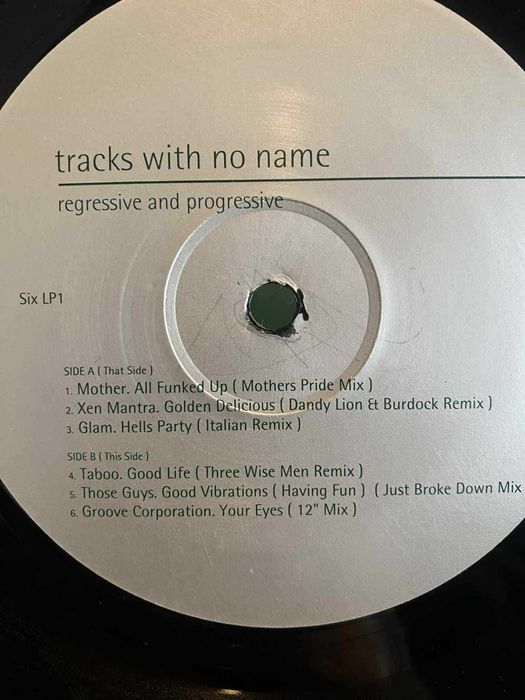 tracks with no name
regressive and progressive
Six LP1
SIDE A ( That Side )
1. Mother. All Funked Up ( Mothers Pride Mix )
2. Xen Mantra. Golden Delicious ( Dandy Lion & Burdock Remix )
3. Glam. Hells Party ( Italian Remix )
SIDE B ( This Side )
4. Taboo. Good Life ( Three Wise Men Remix )
5. Those Guys. Good Vibrations ( Having Fun ) ( Just Broke Down Mix
6. Groove Corporation. Your Eyes ( 12" Mix )